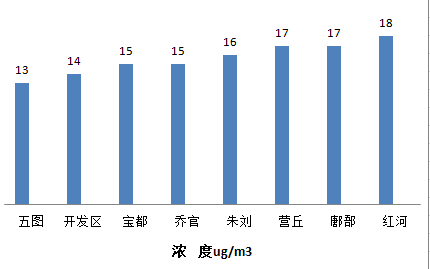 13 14 15 15 16 17 17 18
五图 开发区 宝都 乔官 朱刘 营丘 鄌郚 红河
浓 度ug/m3